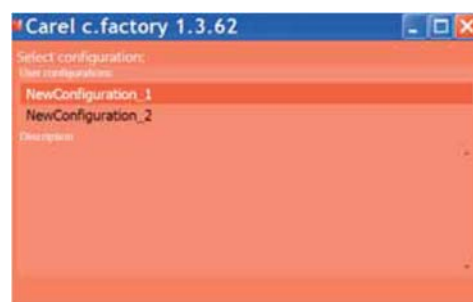 Carel c.factory 1.3.62
Select configuration:
User configurations:
NewConfiguration_1
NewConfiguration_2
Description